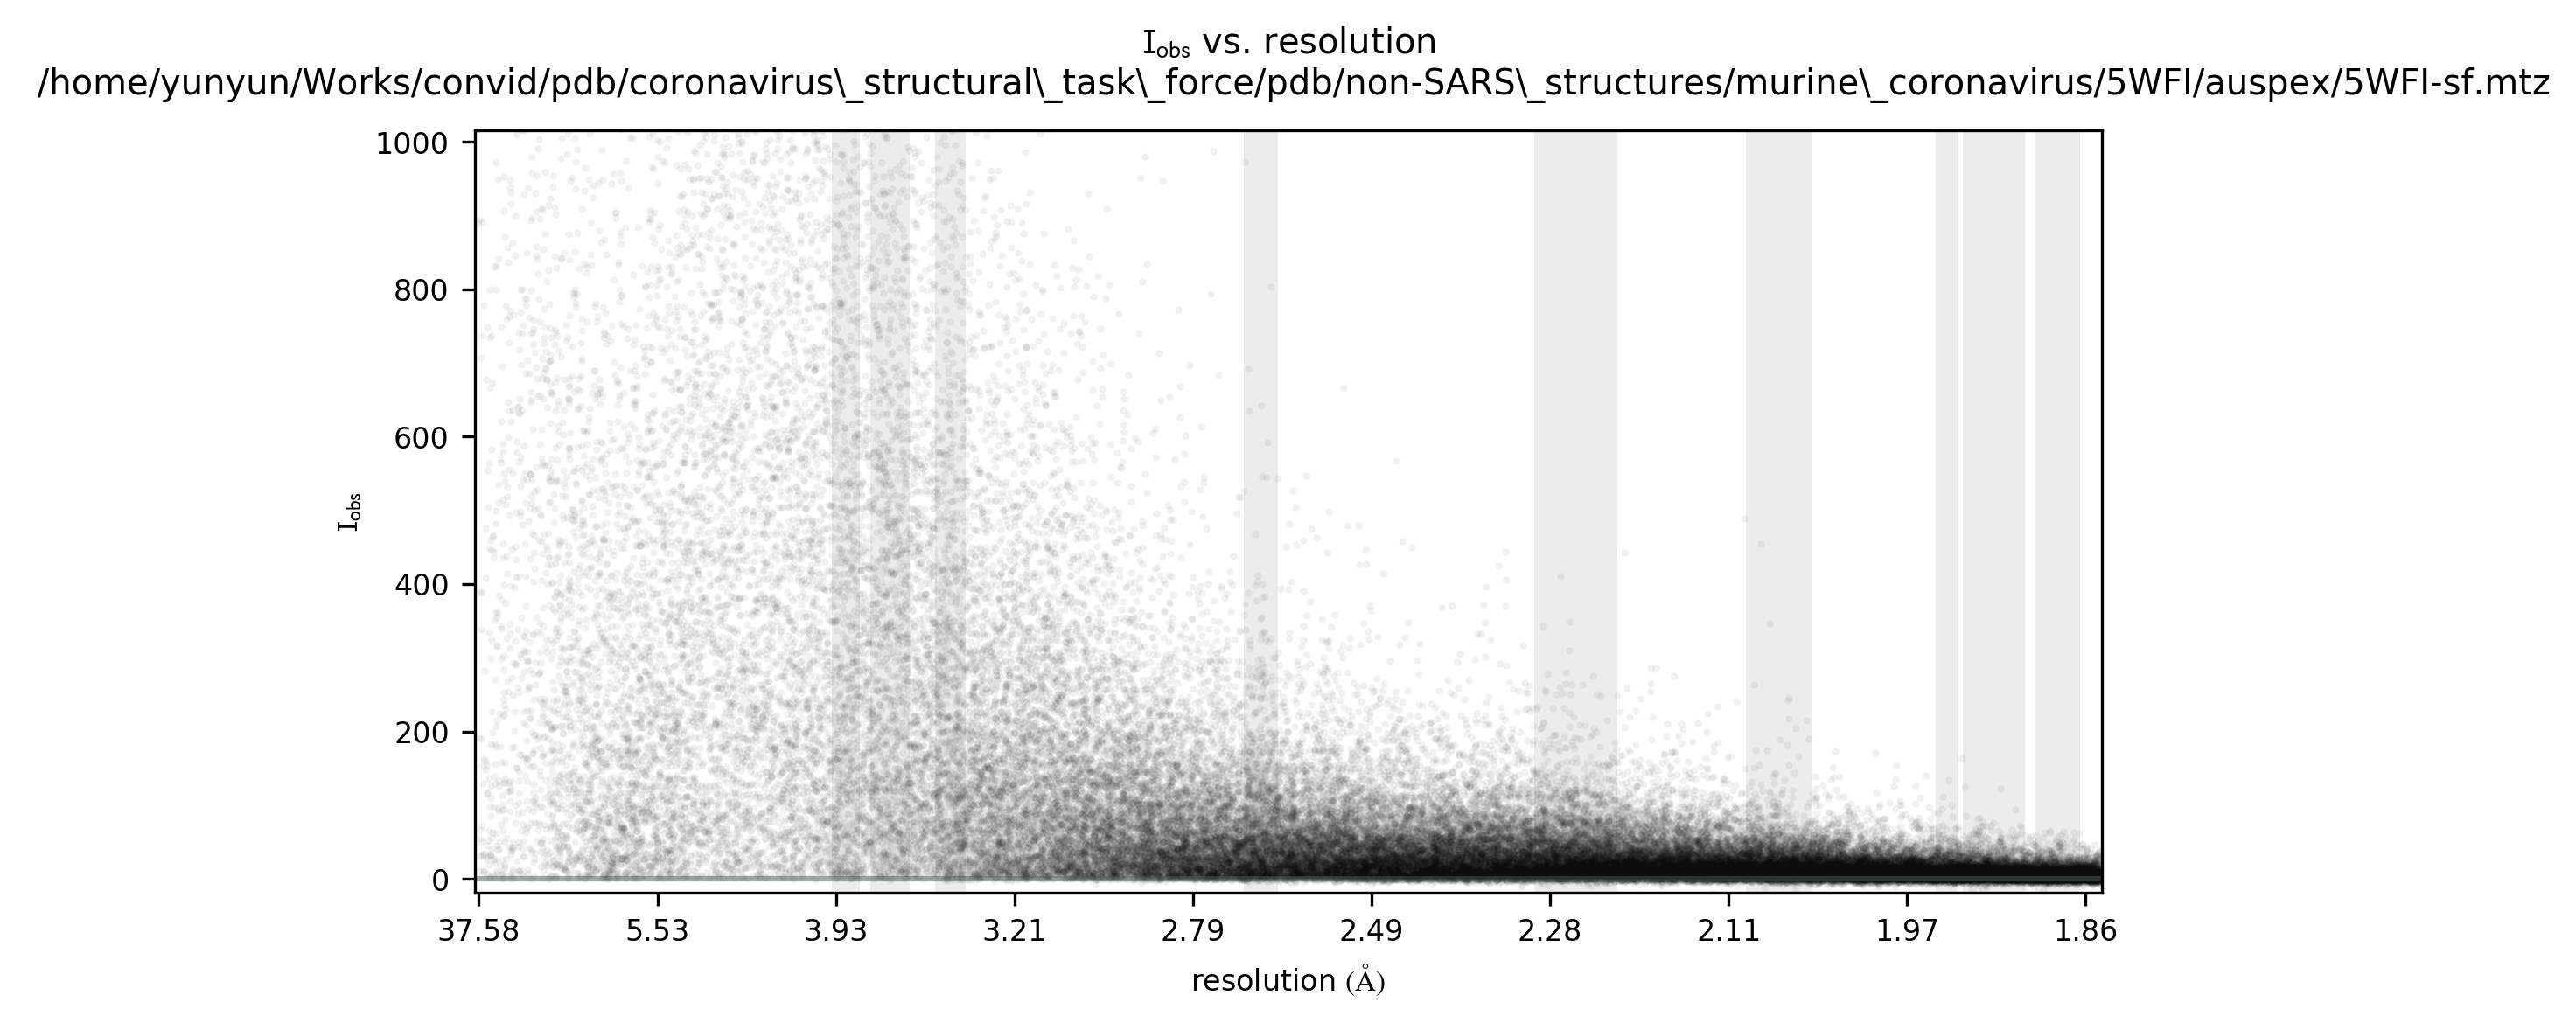 I_obs vs. resolution
/home/yunyun/Works/convid/pdb/coronavirus\_structural\_task\_force/pdb/non-SARS\_structures/murine\_coronavirus/5WFI/auspex/5WFI-sf.mtz
1000
800
600
400
200
0
I_obs
37.58 5.53 3.93 3.21 2.79 2.49 2.28 2.11 1.97 1.86
resolution (Å)